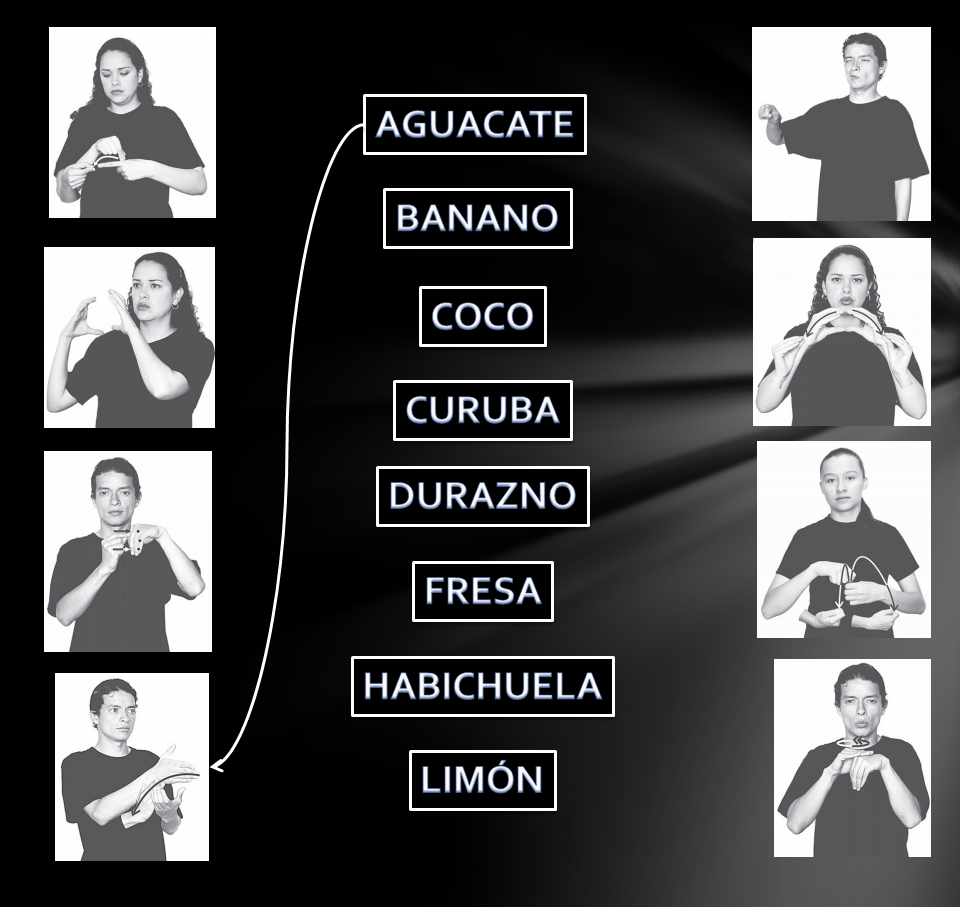 AGUACATE
BANANO
COCO
CURUBA
DURAZNO
FRESA
HABICHUELA
LIMÓN